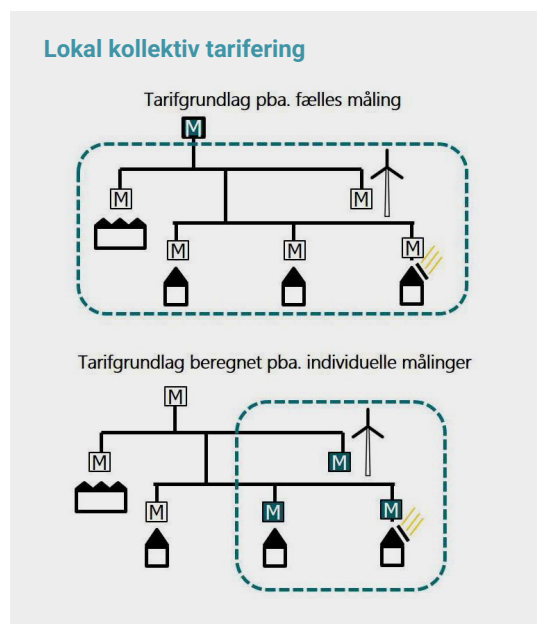 Lokal kollektiv tarifering
Tarifgrundlag pba. fælles måling
M
M
M
M
M
M
Tarifgrundlag beregnet pba. individuelle målinger
M
M
M
M
M
M